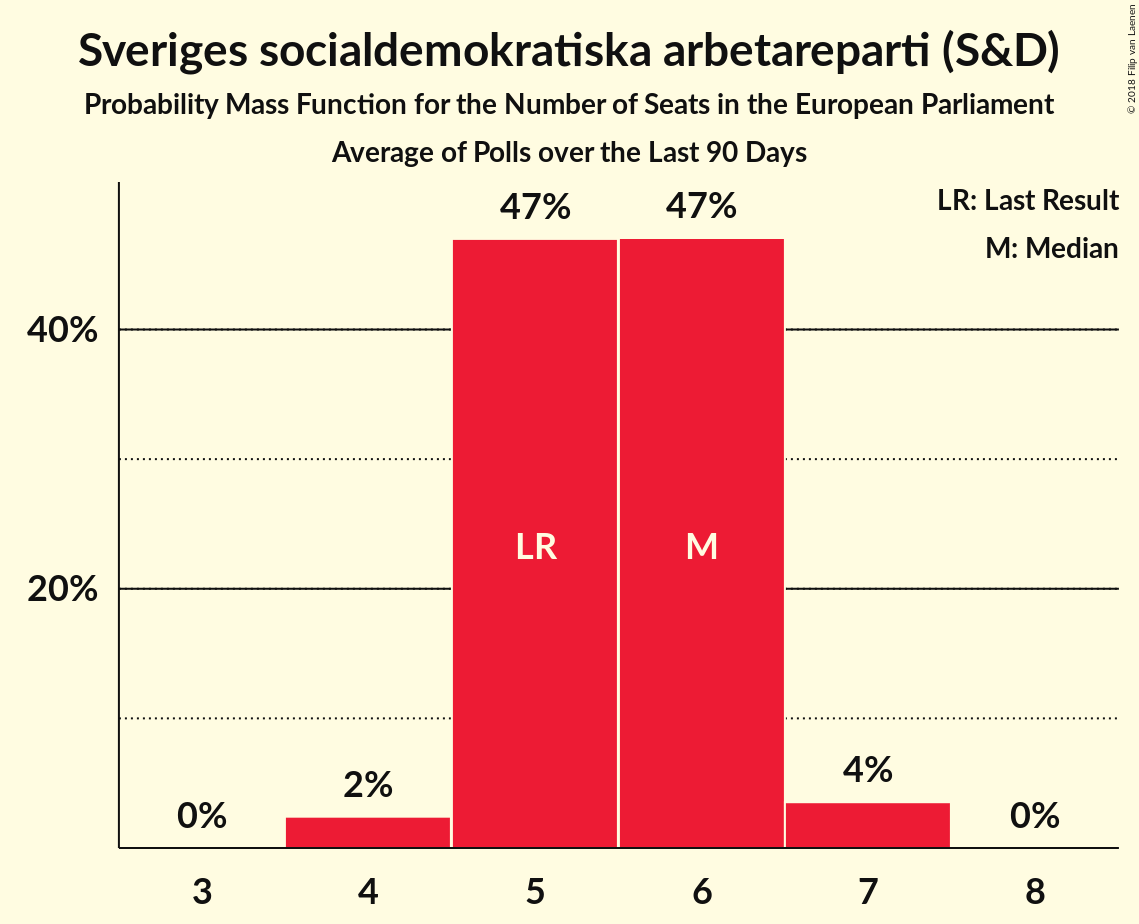 Sveriges socialdemokratiska arbetareparti (S&D)
Probability Mass Function for the Number of Seats in the European Parliament
Average of Polls over the Last 90 Days
© 2018 Filip van Laenen
LR: Last Result
M: Median
47%
47%
40%
LR
M
20%
2%
4%
0%
0%
3
4
5
6
7
8